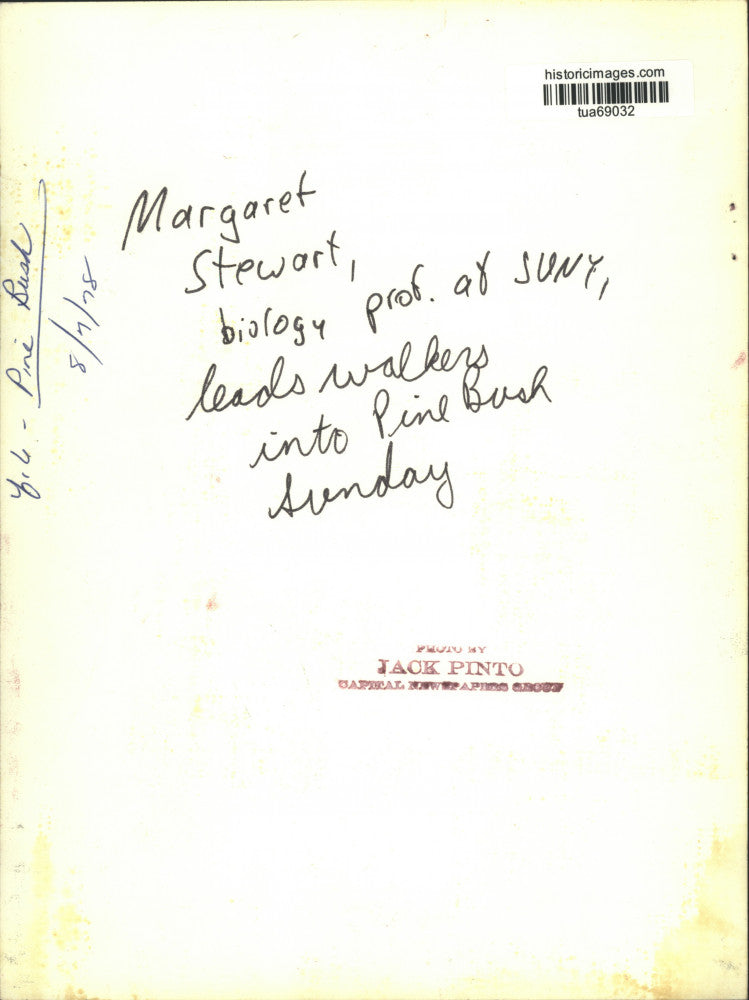 historicimages.com
tua69032
Margaret
Stewart,
biology prof. at SUNY,
leads walkers
into Pine Bush
Sunday
Pine Bush
8/7/78
PHOTO BY
JACK PINTO
CAPITAL NEWSPAPERS GROUP